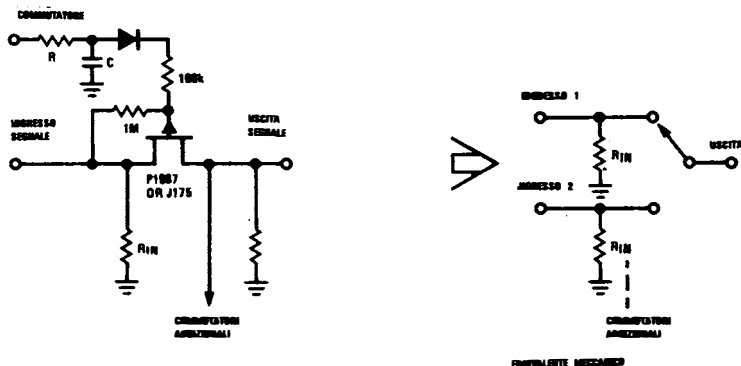 COMMUTATORE
R
C
100k
INGRESSO
SEGNALE
1M
USCITA
SEGNALE
P1087
OR J175
RIN
COMMUTATORI
ADDIZIONALI
INGRESSO 1
RIN
USCITA
INGRESSO 2
RIN
COMMUTATORI
ADDIZIONALI
EQUIVALENTE MECCANICO